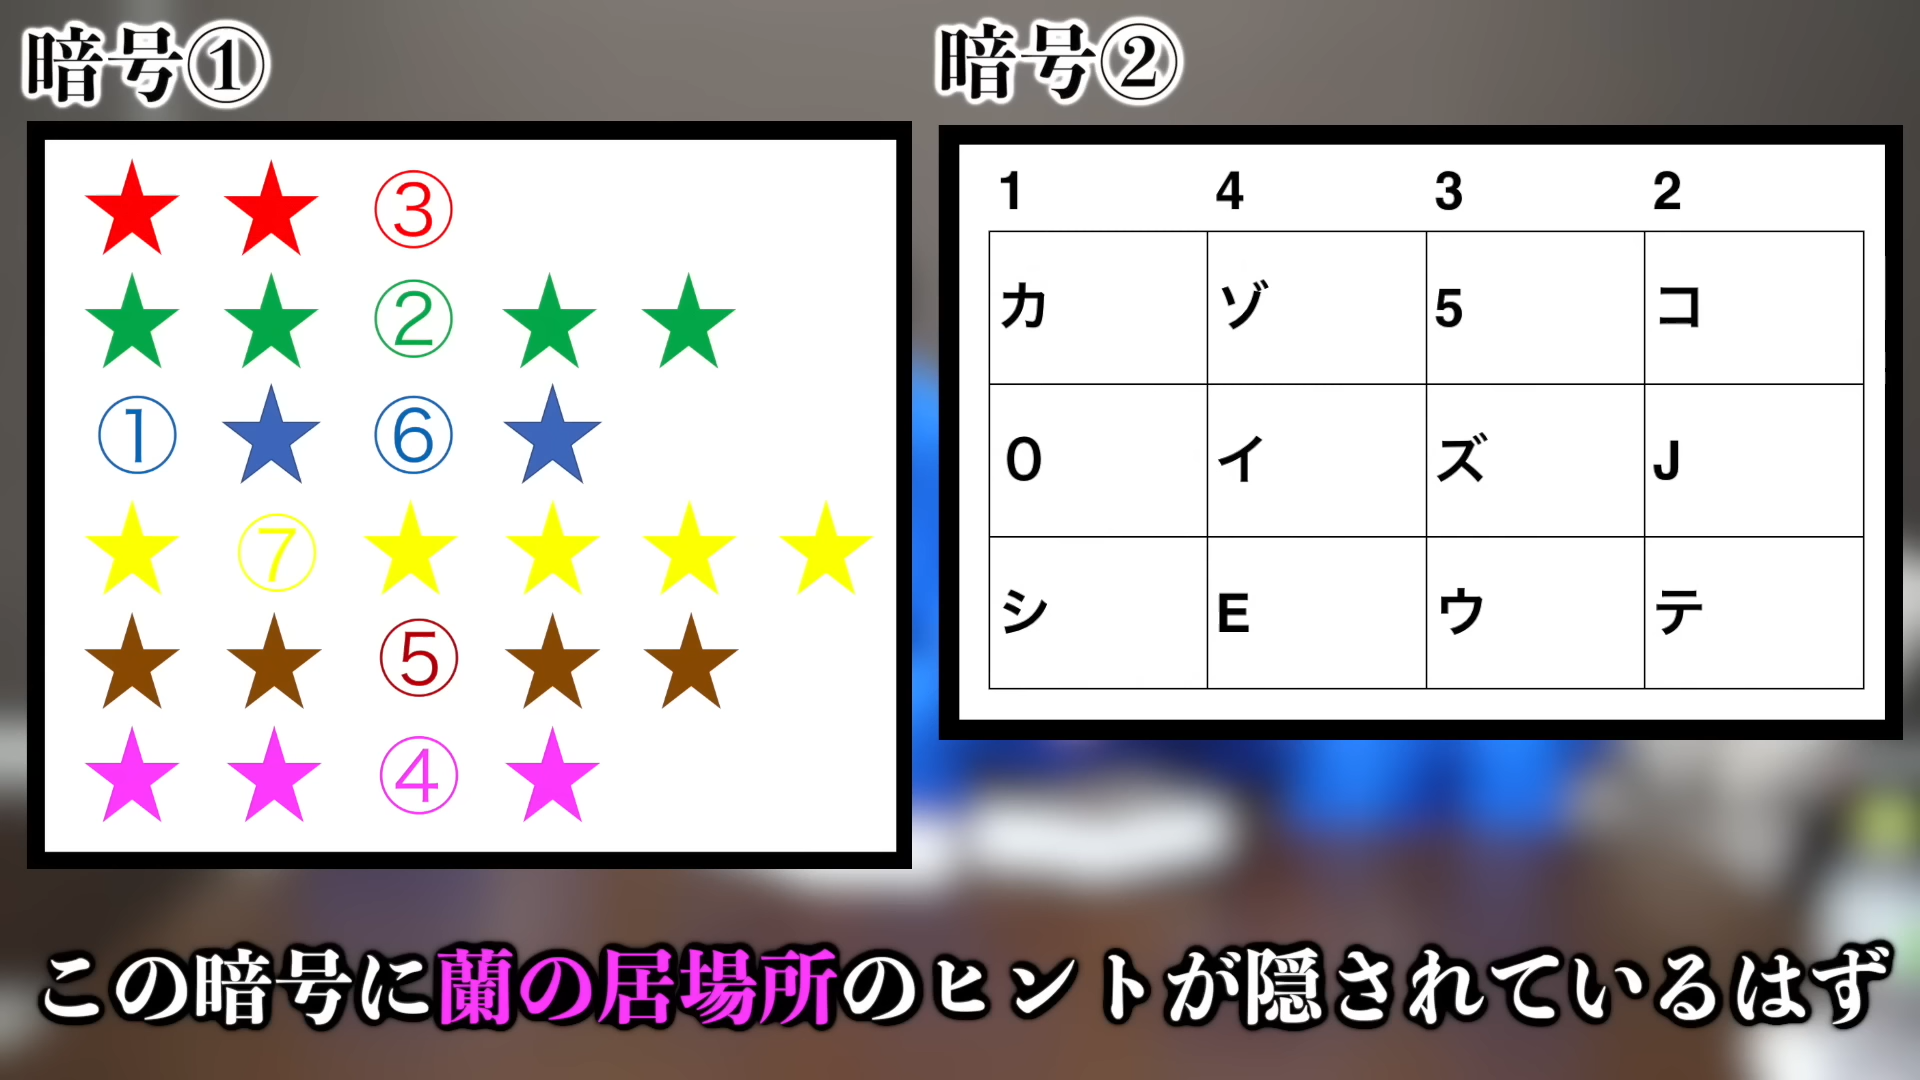 暗号①
暗号②
★ ★ ③
★ ★ ② ★ ★
① ★ ⑥ ★
★ ⑦ ★ ★ ★ ★
★ ★ ⑤ ★ ★
★ ★ ④ ★
1 4 3 2
カ ゾ 5 コ
0 イ ズ J
シ E ウ テ
この暗号に蘭の居場所のヒントが隠されているはず